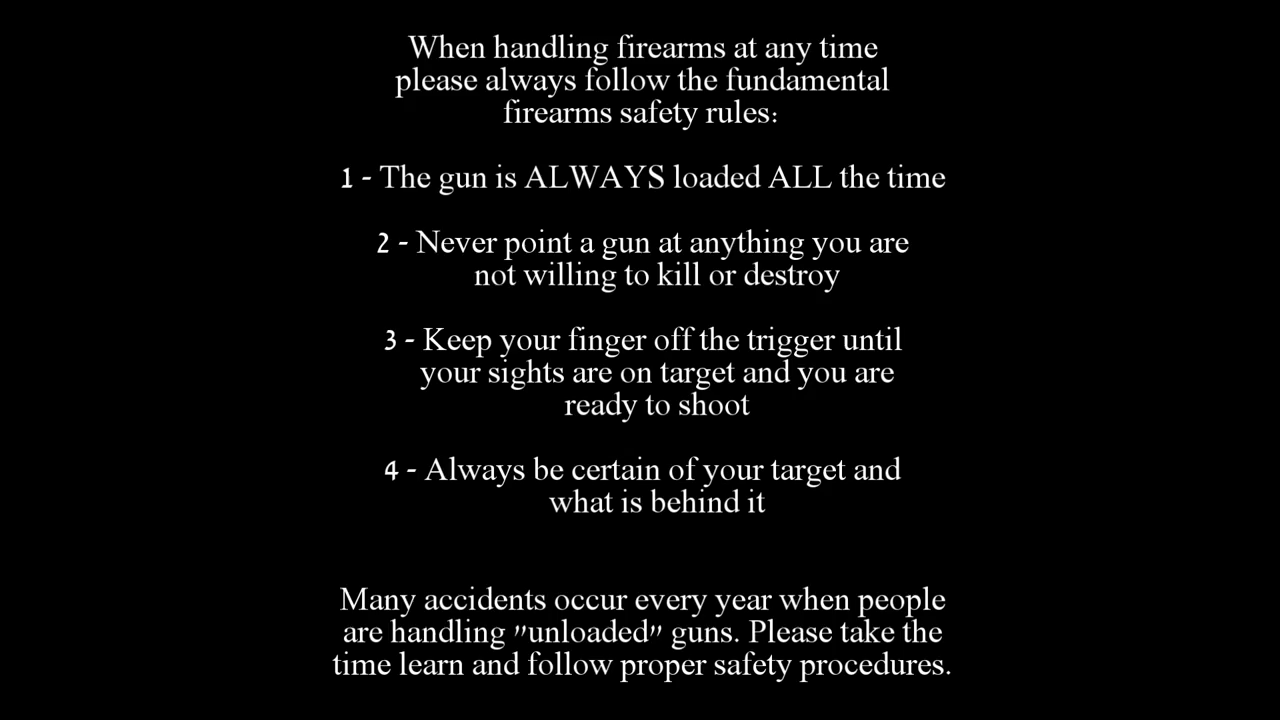 When handling firearms at any time
please always follow the fundamental
firearms safety rules:
1 - The gun is ALWAYS loaded ALL the time
2 - Never point a gun at anything you are
not willing to kill or destroy
3 - Keep your finger off the trigger until
your sights are on target and you are
ready to shoot
4 - Always be certain of your target and
what is behind it
Many accidents occur every year when people
are handling "unloaded" guns. Please take the
time learn and follow proper safety procedures.